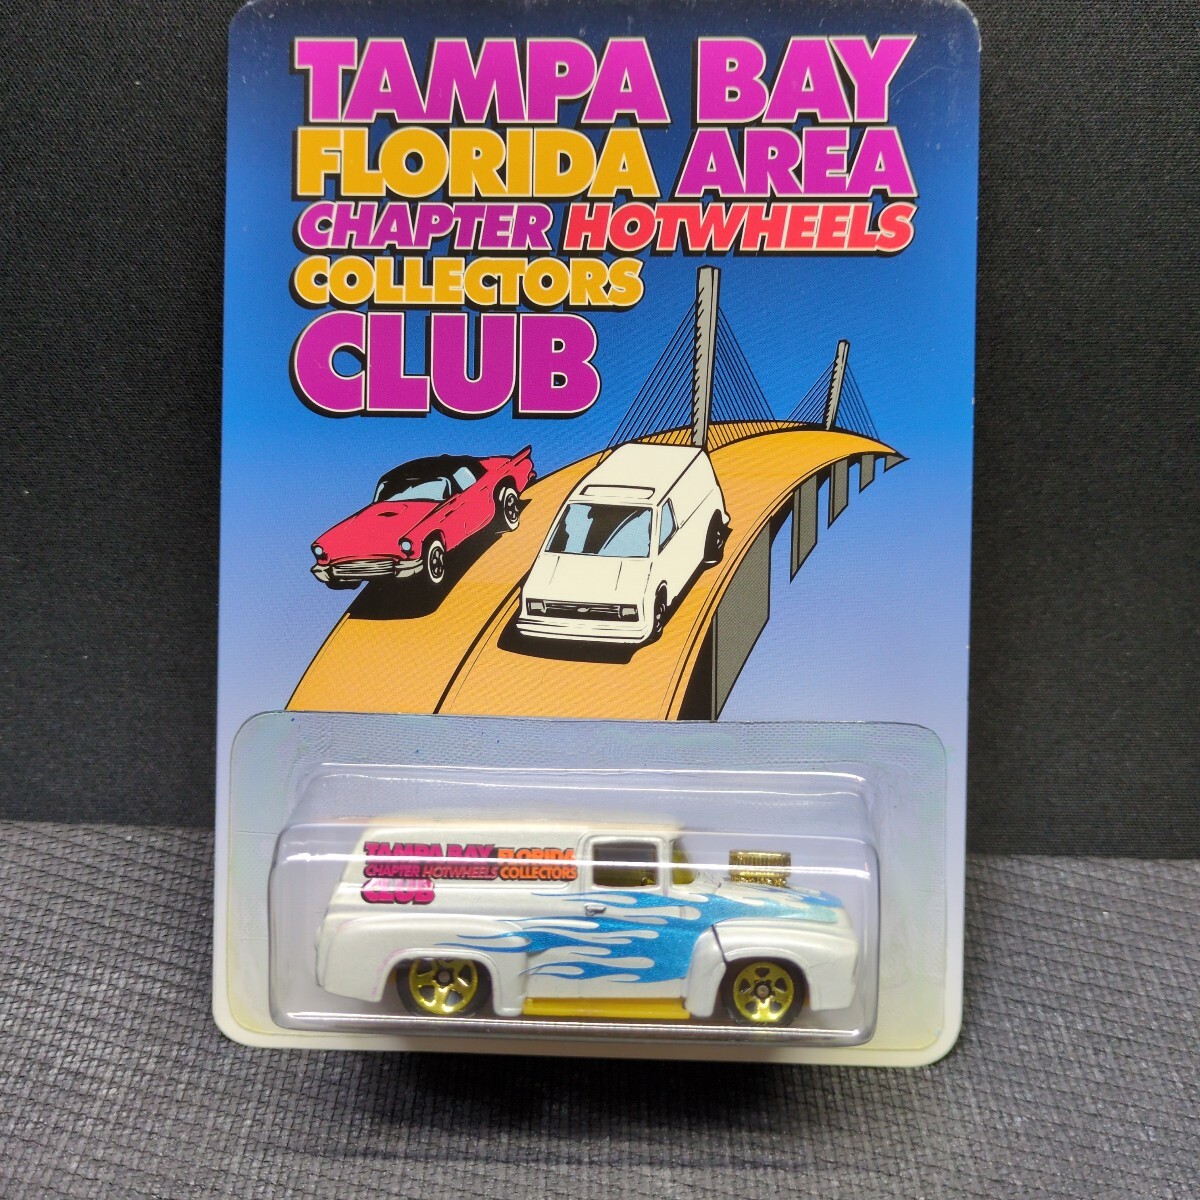 TAMPA BAY
FLORIDA AREA
CHAPTER HOTWHEELS
COLLECTORS
CLUB
TAMPA BAY FLORIDA
CHAPTER HOTWHEELS COLLECTORS
CLUB